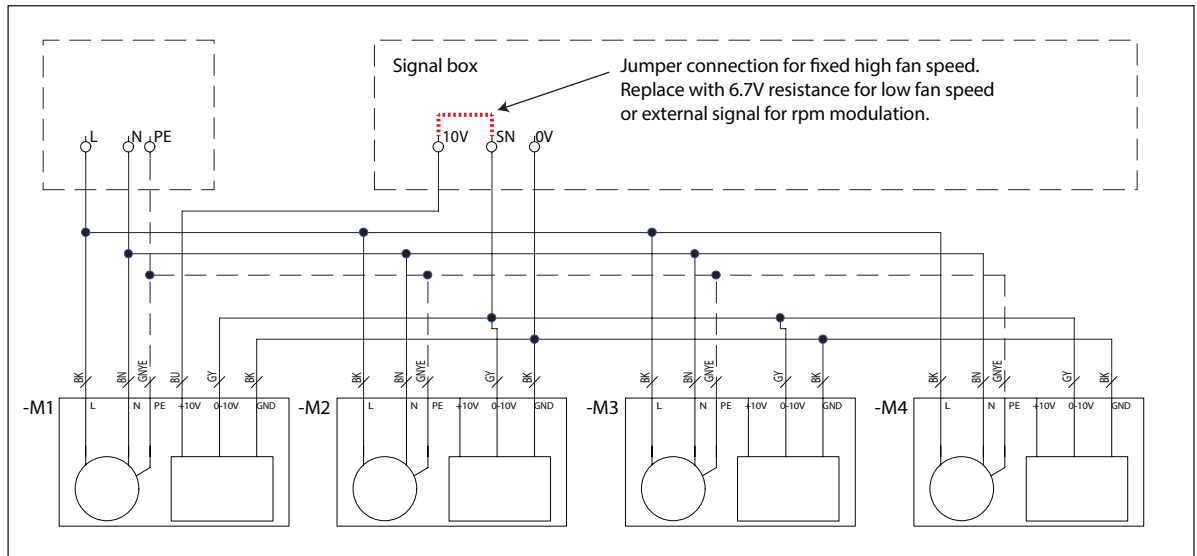 Signal box
Jumper connection for fixed high fan speed.
Replace with 6.7V resistance for low fan speed
or external signal for rpm modulation.
L N PE
10V SN 0V
BK BN GNYE BU GY BK
BK BN GNYE GY BK
BK BN GNYE GY BK
BK BN GNYE GY BK
-M1 L N PE +10V 0-10V GND
-M2 L N PE +10V 0-10V GND
-M3 L N PE +10V 0-10V GND
-M4 L N PE +10V 0-10V GND